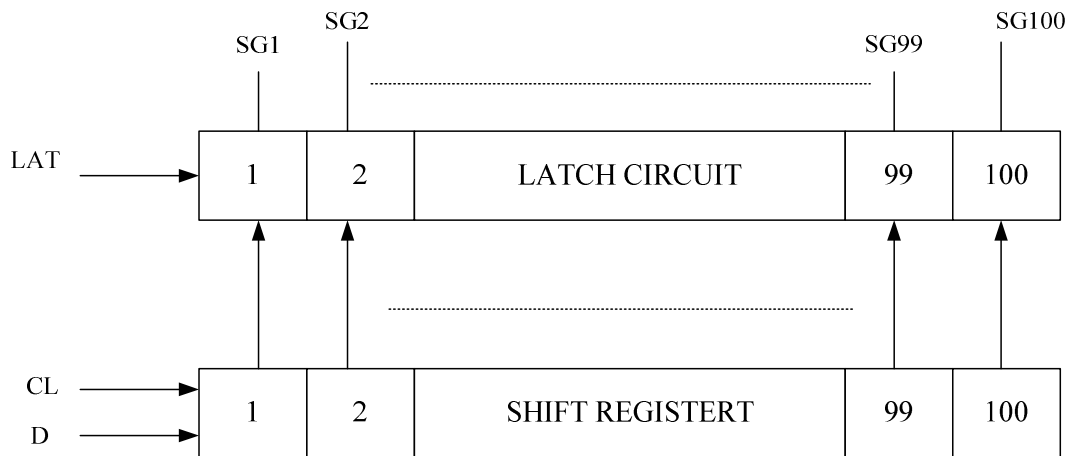 SG1 SG2 SG99 SG100
LAT
1 2 LATCH CIRCUIT 99 100
CL
D
1 2 SHIFT REGISTERT 99 100